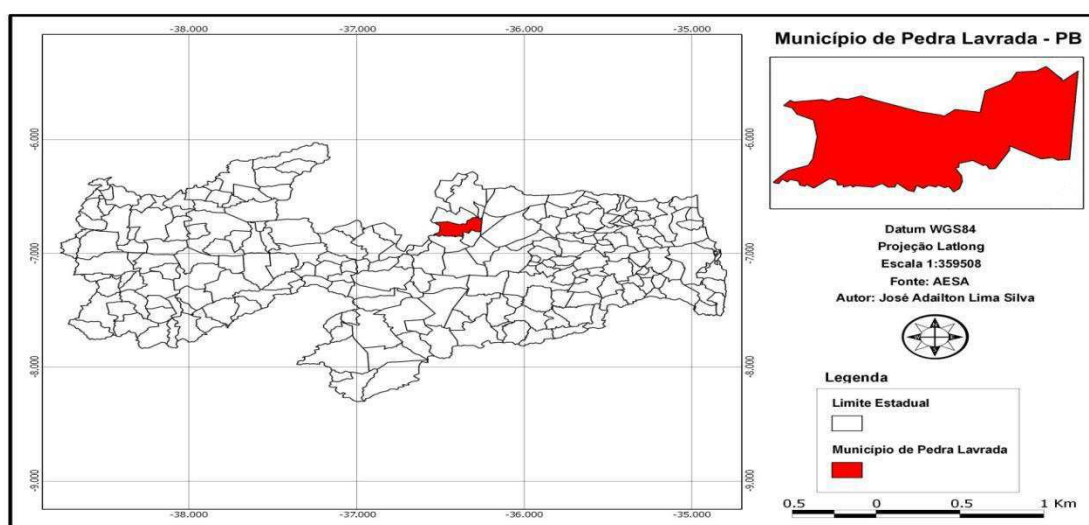 -38.000 -37.000 -36.000 -35.000
-6.000 -6.000
-7.000 -7.000
-8.000 -8.000
-9.000 -9.000
-38.000 -37.000 -36.000 -35.000
Município de Pedra Lavrada - PB
Datum WGS84
Projeção Latlong
Escala 1:359508
Fonte: AESA
Autor: José Adailton Lima Silva
Legenda
Limite Estadual
Município de Pedra Lavrada
0.5 0 0.5 1 Km